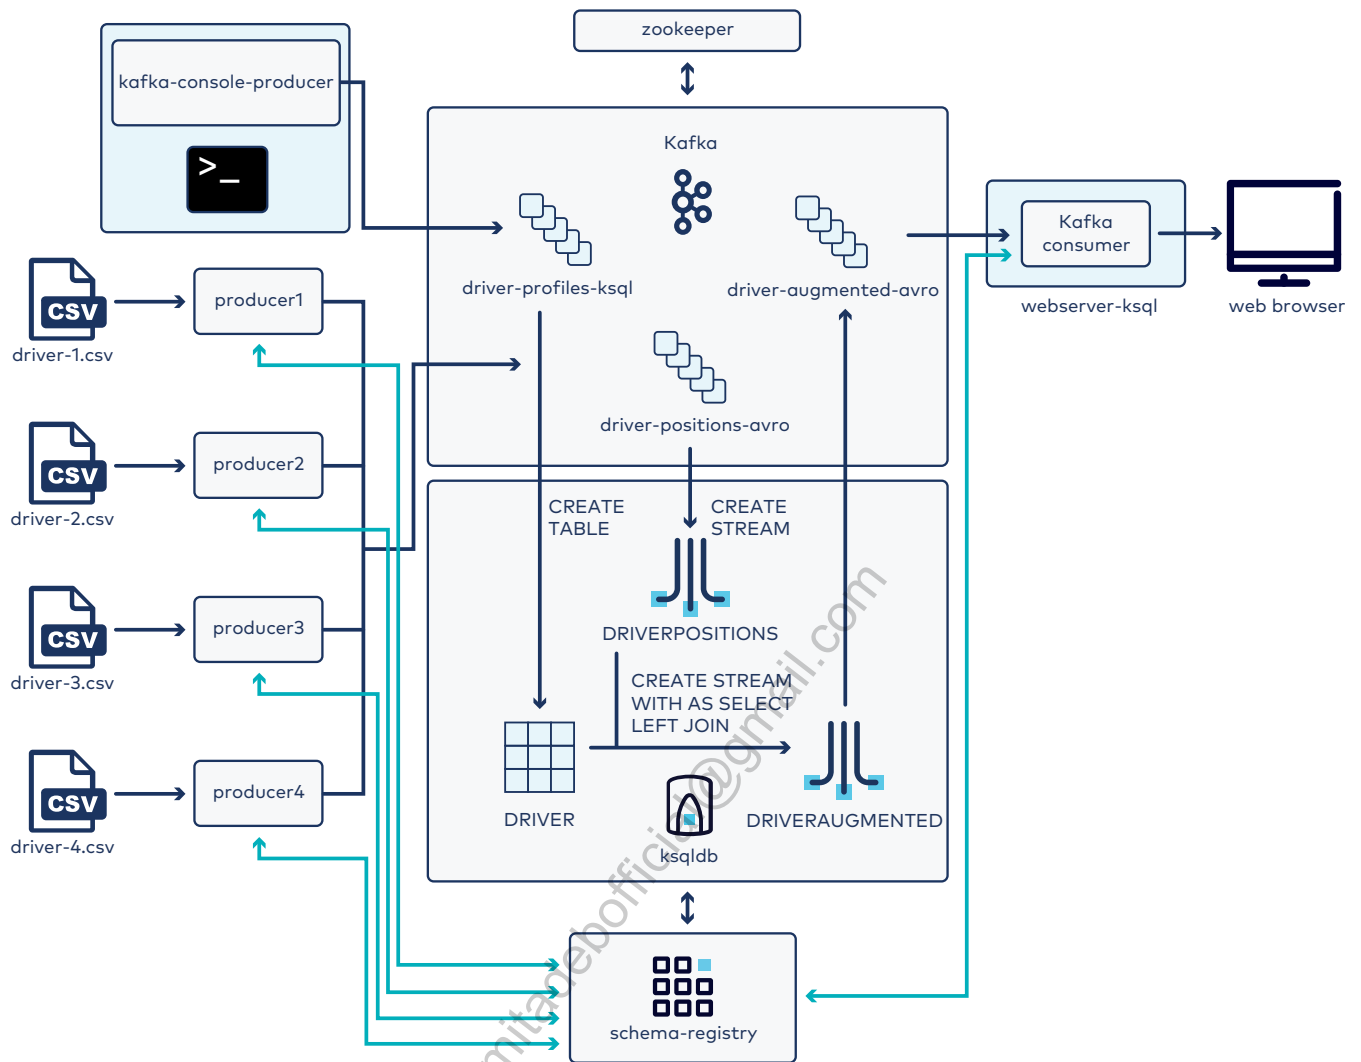 zookeeper
kafka-console-producer
>_
Kafka
driver-profiles-ksql
driver-augmented-avro
driver-positions-avro
Kafka
consumer
webserver-ksql
web browser
CSV
driver-1.csv
producer1
CSV
driver-2.csv
producer2
CSV
driver-3.csv
producer3
CSV
driver-4.csv
producer4
CREATE
TABLE
CREATE
STREAM
DRIVERPOSITIONS
CREATE STREAM
WITH AS SELECT
LEFT JOIN
DRIVER
DRIVERAUGMENTED
ksqldb
schema-registry
mitadebofficial@gmail.com